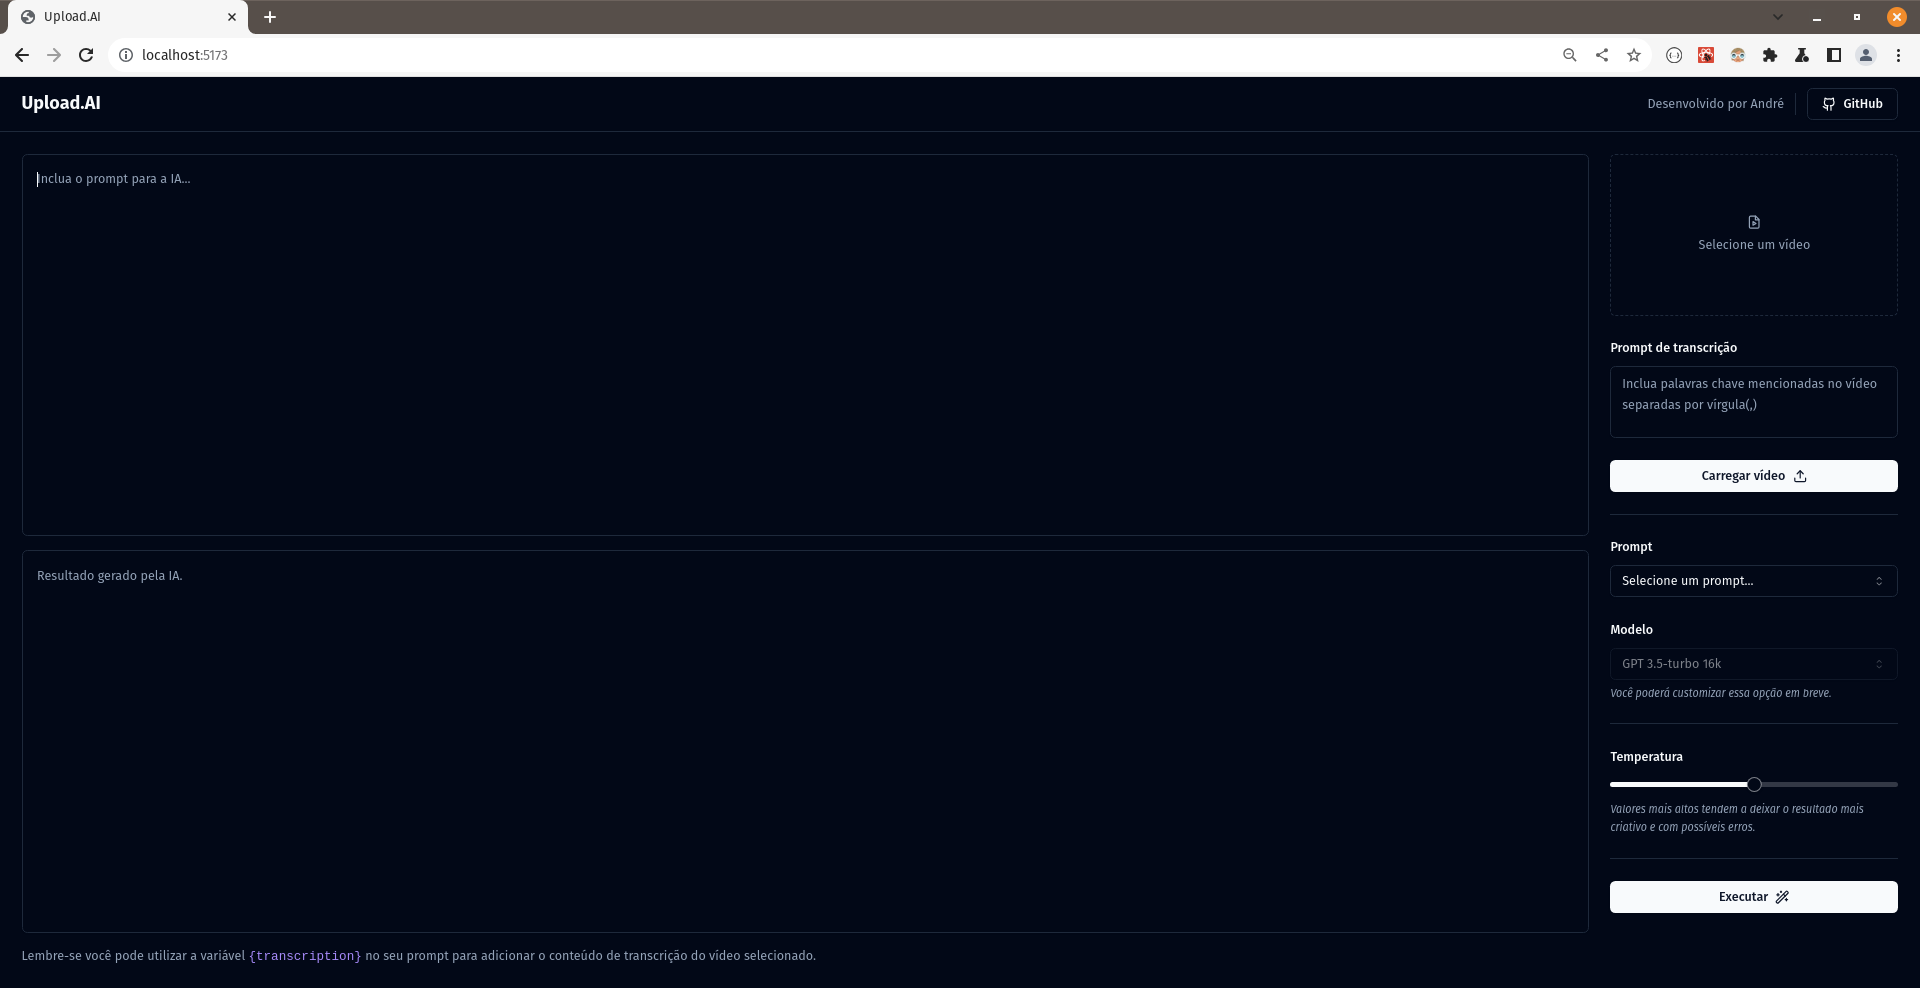 Upload.AI
localhost:5173
Upload.AI
Desenvolvido por André
GitHub
Inclua o prompt para a IA...
Resultado gerado pela IA.
Lembre-se você pode utilizar a variável {transcription} no seu prompt para adicionar o conteúdo de transcrição do vídeo selecionado.
Selecione um vídeo
Prompt de transcrição
Inclua palavras chave mencionadas no vídeo
separadas por vírgula(,)
Carregar vídeo
Prompt
Selecione um prompt...
Modelo
GPT 3.5-turbo 16k
Você poderá customizar essa opção em breve.
Temperatura
Valores mais altos tendem a deixar o resultado mais
criativo e com possíveis erros.
Executar